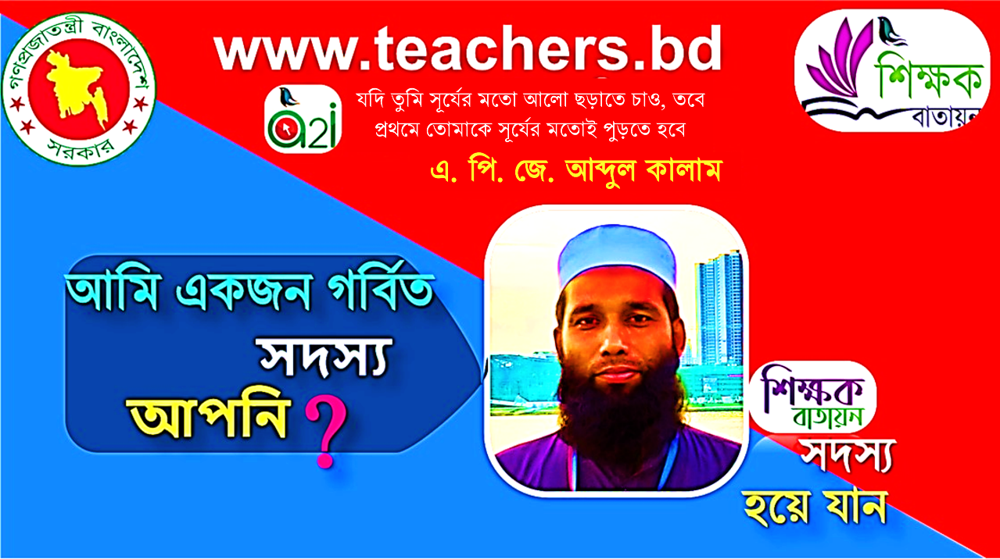 গণপ্রজাতন্ত্রী বাংলাদেশ
সরকার
www.teachers.bd
a2i
যদি তুমি সূর্যের মতো আলো ছড়াতে চাও, তবে
প্রথমে তোমাকে সূর্যের মতোই পুড়তে হবে
এ. পি. জে. আব্দুল কালাম
শিক্ষক
বাতায়ন
আমি একজন গর্বিত
সদস্য
আপনি ?
শিক্ষক
বাতায়ন
সদস্য
হয়ে যান